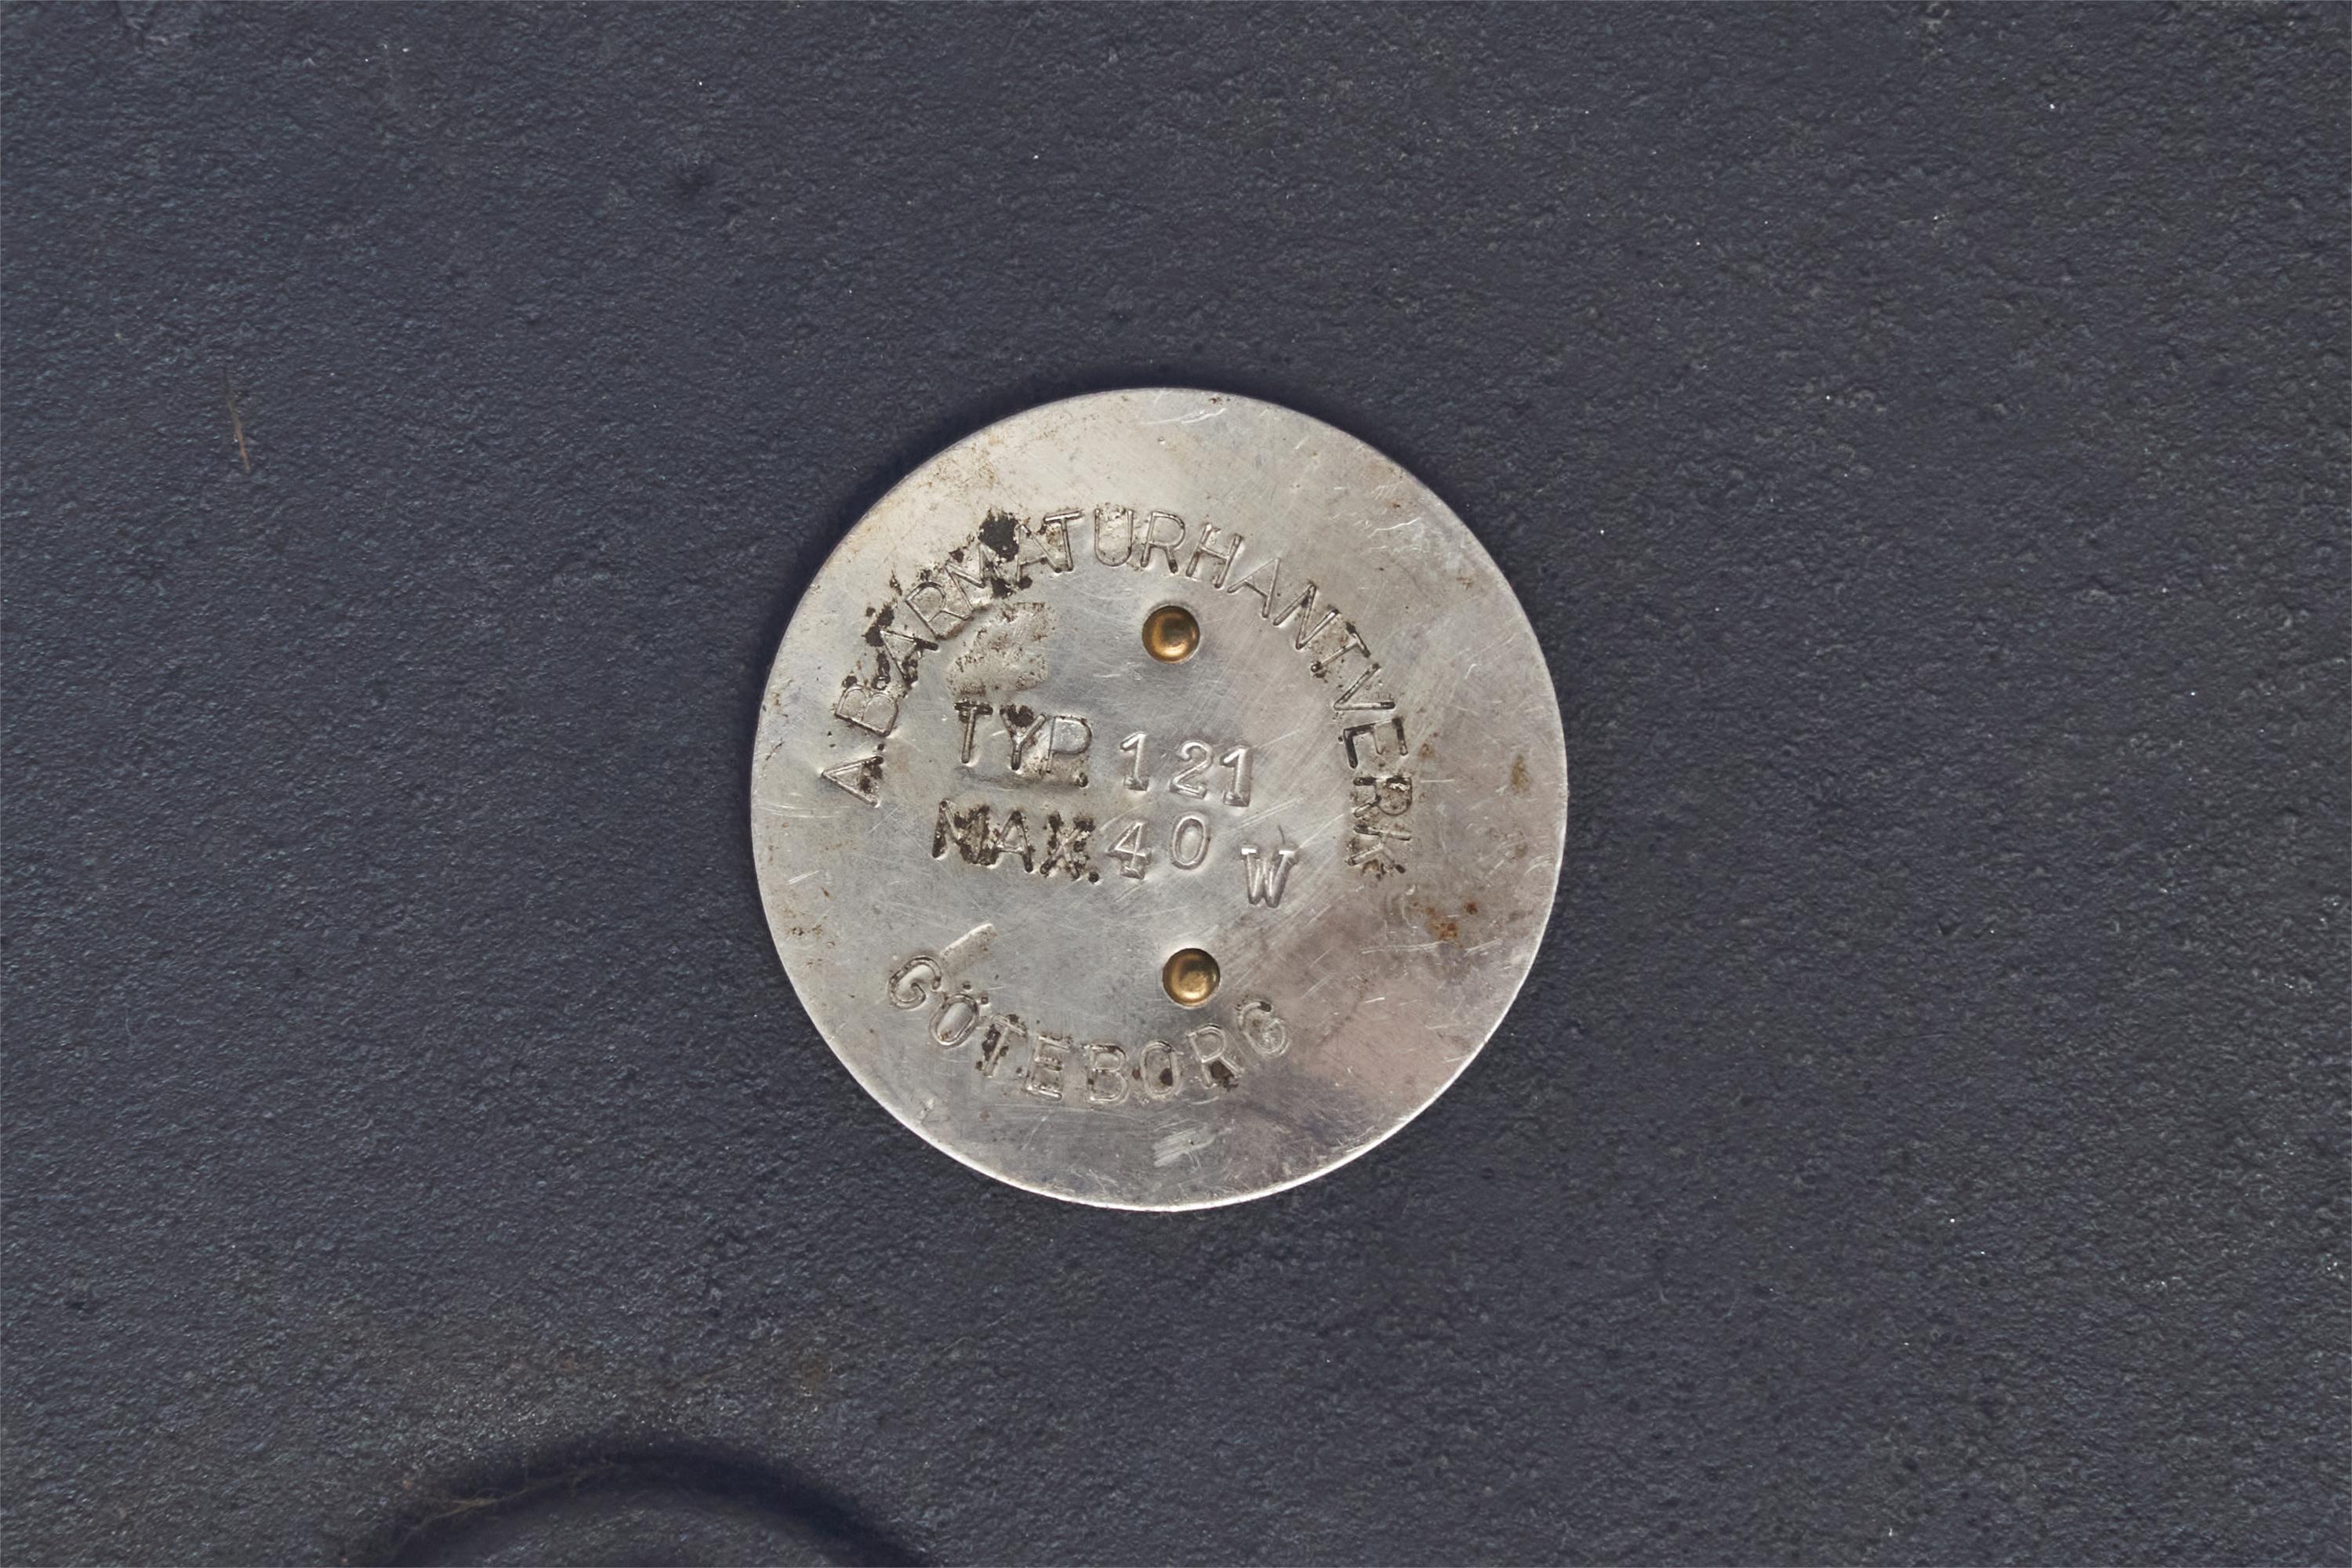 A.B.ARMATURHANTVERK
TYP. 121
MAX. 40 W
GÖTEBORG